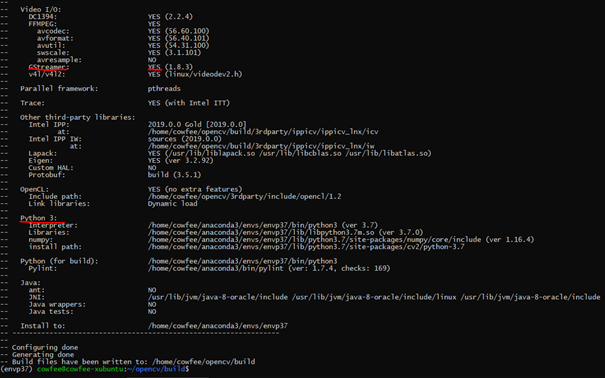 --
--   Video I/O:
--     DC1394:                      YES (2.2.4)
--     FFMPEG:                      YES
--       avcodec:                   YES (56.60.100)
--       avformat:                  YES (56.40.101)
--       avutil:                    YES (54.31.100)
--       swscale:                   YES (3.1.101)
--       avresample:                NO
--     GStreamer:                   YES (1.8.3)
--     v4l/v4l2:                    YES (linux/videodev2.h)
--
--   Parallel framework:            pthreads
--
--   Trace:                         YES (with Intel ITT)
--
--   Other third-party libraries:
--     Intel IPP:                   2019.0.0 Gold [2019.0.0]
--            at:                   /home/cowfee/opencv/build/3rdparty/ippicv/ippicv_lnx/icv
--     Intel IPP IW:                sources (2019.0.0)
--               at:                /home/cowfee/opencv/build/3rdparty/ippicv/ippicv_lnx/iw
--     Lapack:                      YES (/usr/lib/liblapack.so /usr/lib/libcblas.so /usr/lib/libatlas.so)
--     Eigen:                       YES (ver 3.2.92)
--     Custom HAL:                  NO
--     Protobuf:                    build (3.5.1)
--
--   OpenCL:                        YES (no extra features)
--     Include path:                /home/cowfee/opencv/3rdparty/include/opencl/1.2
--     Link libraries:              Dynamic load
--
--   Python 3:
--     Interpreter:                 /home/cowfee/anaconda3/envs/envp37/bin/python3 (ver 3.7)
--     Libraries:                   /home/cowfee/anaconda3/envs/envp37/lib/libpython3.7m.so (ver 3.7.0)
--     numpy:                       /home/cowfee/anaconda3/envs/envp37/lib/python3.7/site-packages/numpy/core/include (ver 1.16.4)
--     install path:                /home/cowfee/anaconda3/envs/envp37/lib/python3.7/site-packages/cv2/python-3.7
--
--   Python (for build):            /home/cowfee/anaconda3/envs/envp37/bin/python3
--     Pylint:                      /home/cowfee/anaconda3/bin/pylint (ver: 1.7.4, checks: 169)
--
--   Java:
--     ant:                         NO
--     JNI:                         /usr/lib/jvm/java-8-oracle/include /usr/lib/jvm/java-8-oracle/include/linux /usr/lib/jvm/java-8-oracle/include
--     Java wrappers:               NO
--     Java tests:                  NO
--
--   Install to:                    /home/cowfee/anaconda3/envs/envp37
-- -----------------------------------------------------------------
--
-- Configuring done
-- Generating done
-- Build files have been written to: /home/cowfee/opencv/build
(envp37) cowfee@cowfee-xubuntu:~/opencv/build$